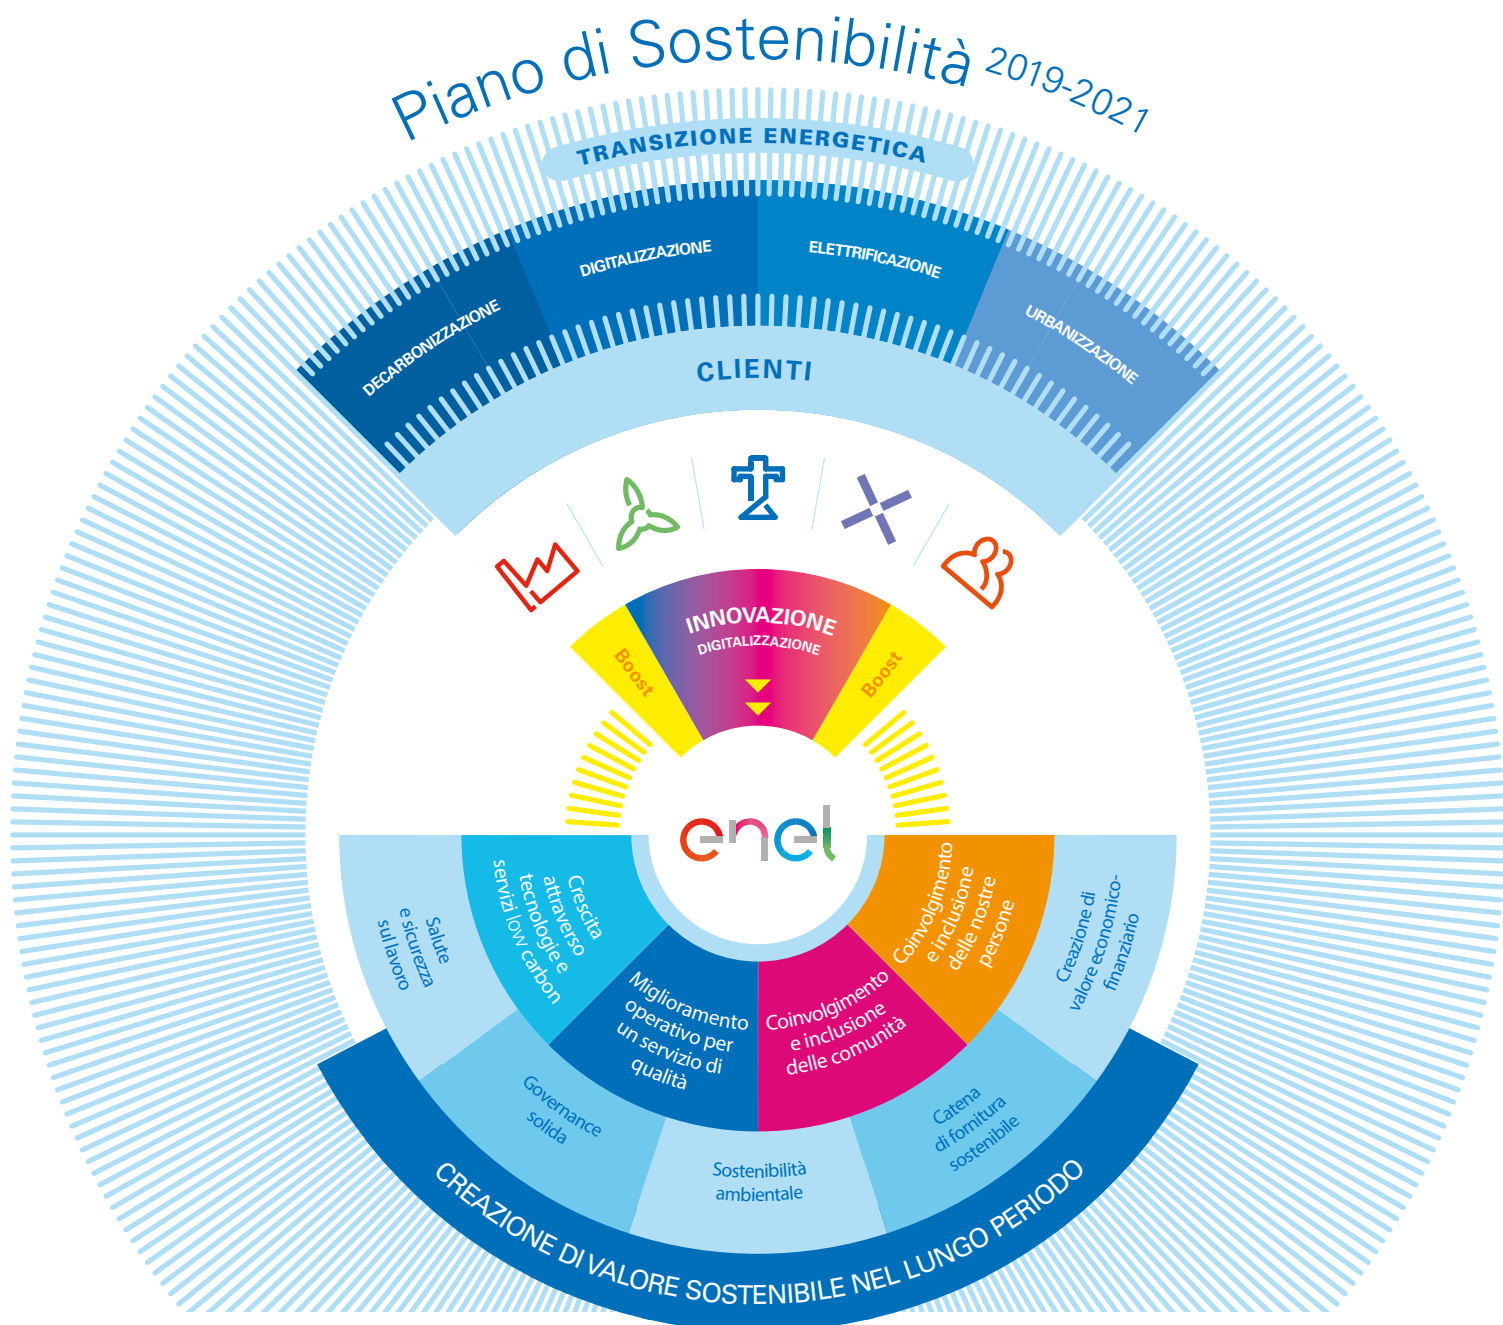 Piano di Sostenibilità 2019-2021
TRANSIZIONE ENERGETICA
DECARBONIZZAZIONE
DIGITALIZZAZIONE
ELETTRIFICAZIONE
URBANIZZAZIONE
CLIENTI
INNOVAZIONE
DIGITALIZZAZIONE
Boost
Boost
enel
Crescita
attraverso
tecnologie e
servizi low carbon
Miglioramento
operativo per
un servizio di
qualità
Coinvolgimento
e inclusione
delle comunità
Coinvolgimento
e inclusione
delle nostre
persone
Salute
e sicurezza
sul lavoro
Governance
solida
Sostenibilità
ambientale
Catena
di fornitura
sostenibile
Creazione di
valore economico-
finanziario
CREAZIONE DI VALORE SOSTENIBILE NEL LUNGO PERIODO